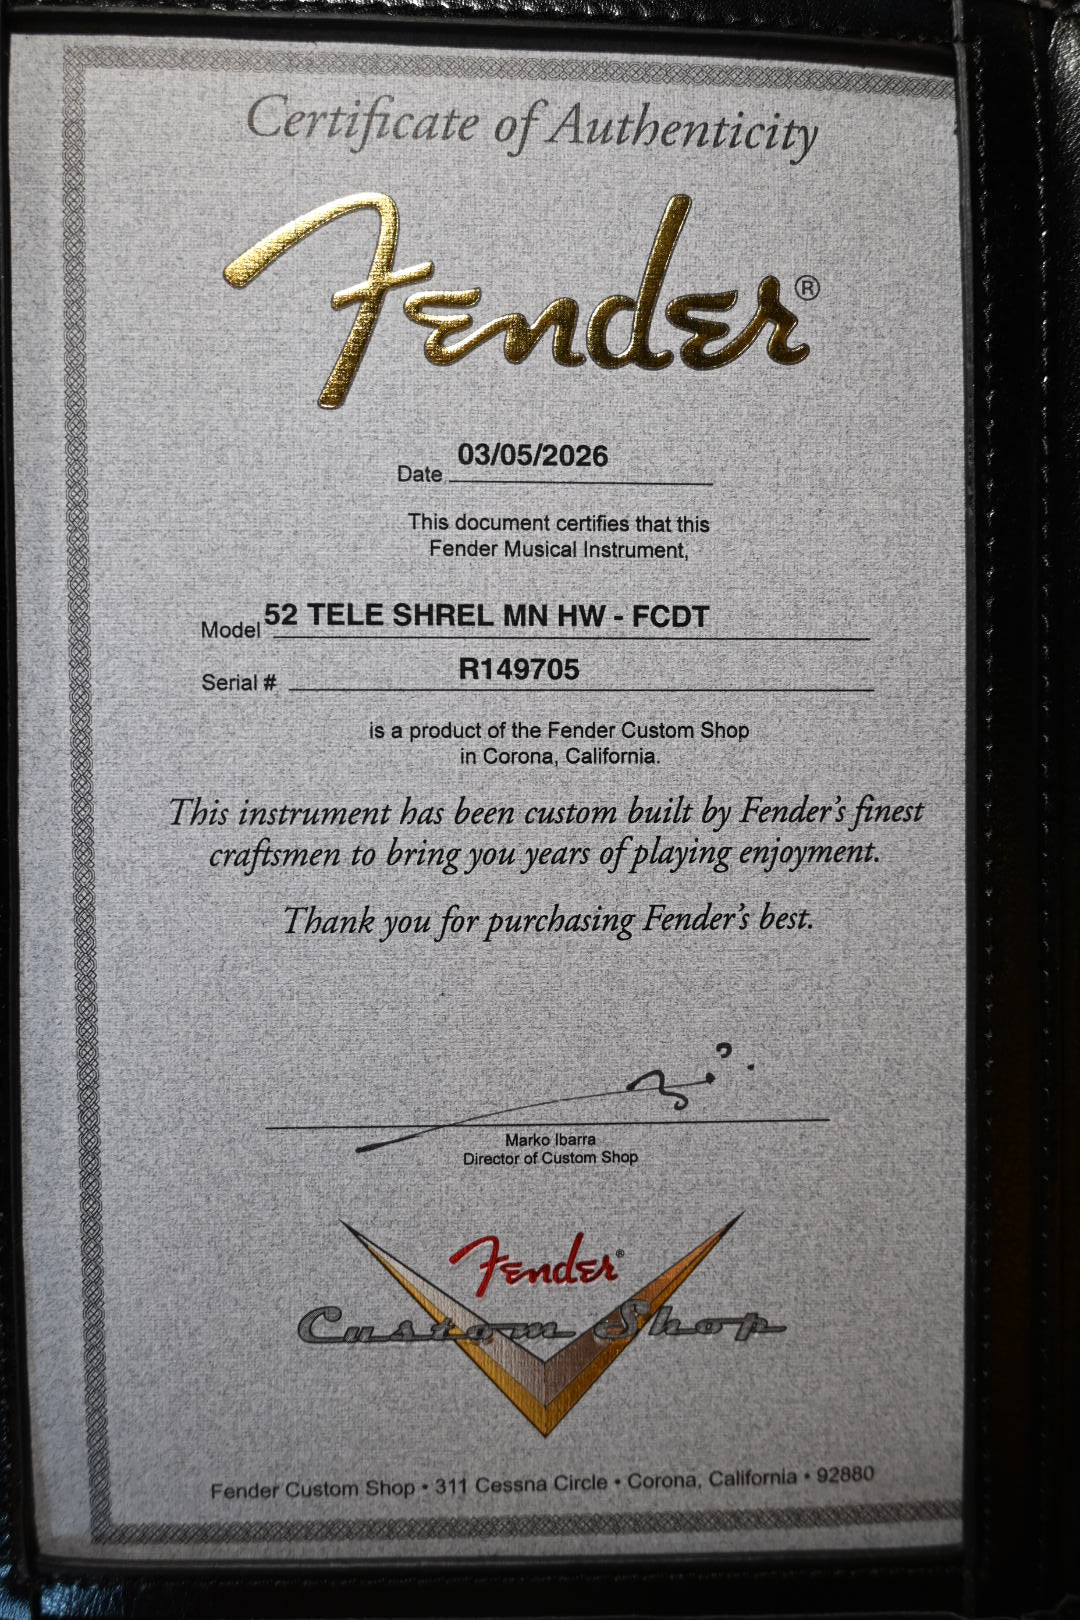 Certificate of Authenticity
Fender®
Date 03/05/2026
This document certifies that this
Fender Musical Instrument,
Model 52 TELE SHREL MN HW - FCDT
Serial # R149705
is a product of the Fender Custom Shop
in Corona, California.
This instrument has been custom built by Fender's finest
craftsmen to bring you years of playing enjoyment.
Thank you for purchasing Fender's best.
Marko Ibarra
Director of Custom Shop
Fender®
Custom Shop
Fender Custom Shop • 311 Cessna Circle • Corona, California • 92880